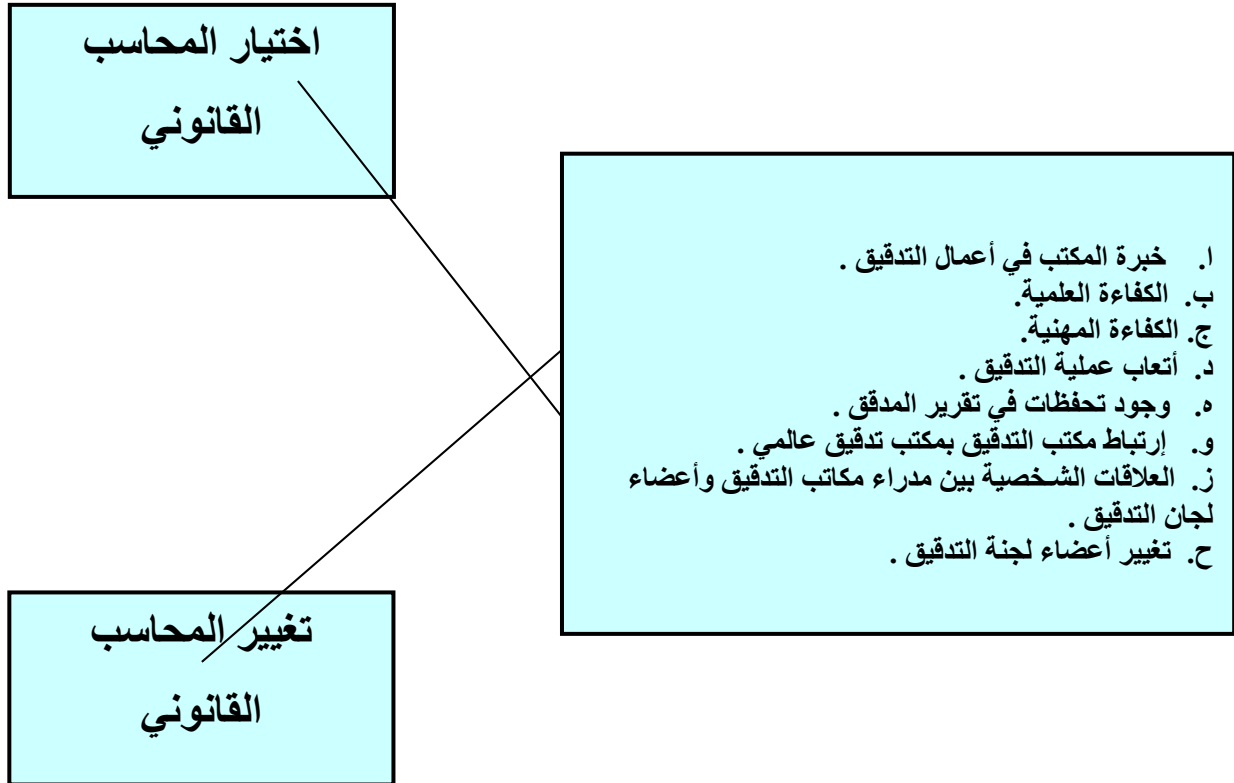 اختيار المحاسب
القانوني
ا. خبرة المكتب في أعمال التدقيق .
ب. الكفاءة العلمية.
ج. الكفاءة المهنية.
د. أتعاب عملية التدقيق .
ه. وجود تحفظات في تقرير المدقق .
و. إرتباط مكتب التدقيق بمكتب تدقيق عالمي .
ز. العلاقات الشخصية بين مدراء مكاتب التدقيق وأعضاء
لجان التدقيق .
ح. تغيير أعضاء لجنة التدقيق .
تغيير المحاسب
القانوني